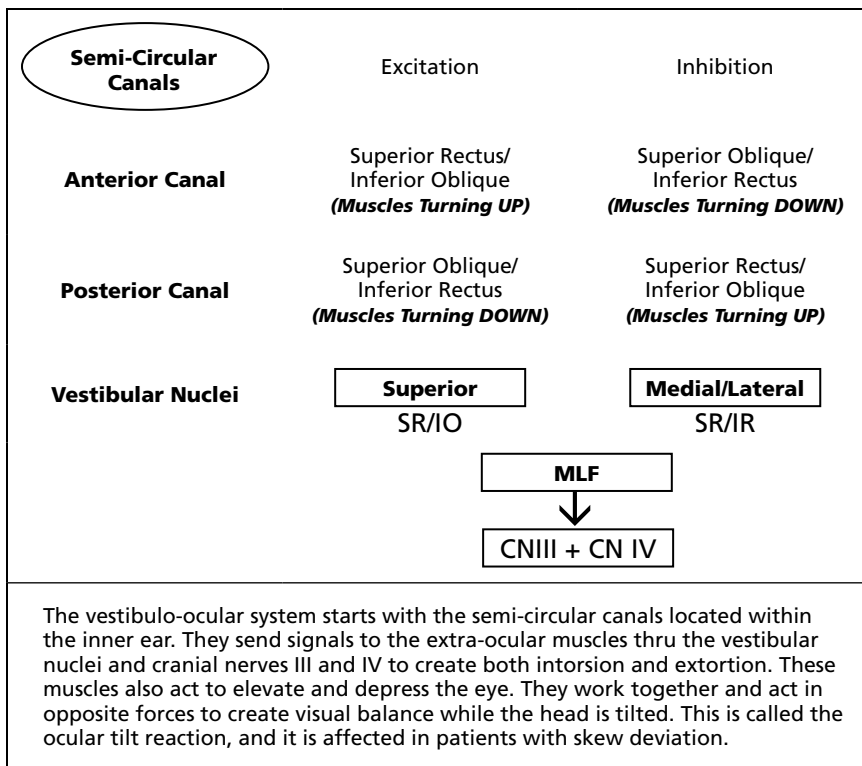 Semi-Circular
Canals
Excitation
Inhibition
Anterior Canal
Superior Rectus/
Inferior Oblique
(Muscles Turning UP)
Superior Oblique/
Inferior Rectus
(Muscles Turning DOWN)
Posterior Canal
Superior Oblique/
Inferior Rectus
(Muscles Turning DOWN)
Superior Rectus/
Inferior Oblique
(Muscles Turning UP)
Vestibular Nuclei
Superior
SR/IO
Medial/Lateral
SR/IR
MLF
CNIII + CN IV
The vestibulo-ocular system starts with the semi-circular canals located within
the inner ear. They send signals to the extra-ocular muscles thru the vestibular
nuclei and cranial nerves III and IV to create both intorsion and extortion. These
muscles also act to elevate and depress the eye. They work together and act in
opposite forces to create visual balance while the head is tilted. This is called the
ocular tilt reaction, and it is affected in patients with skew deviation.